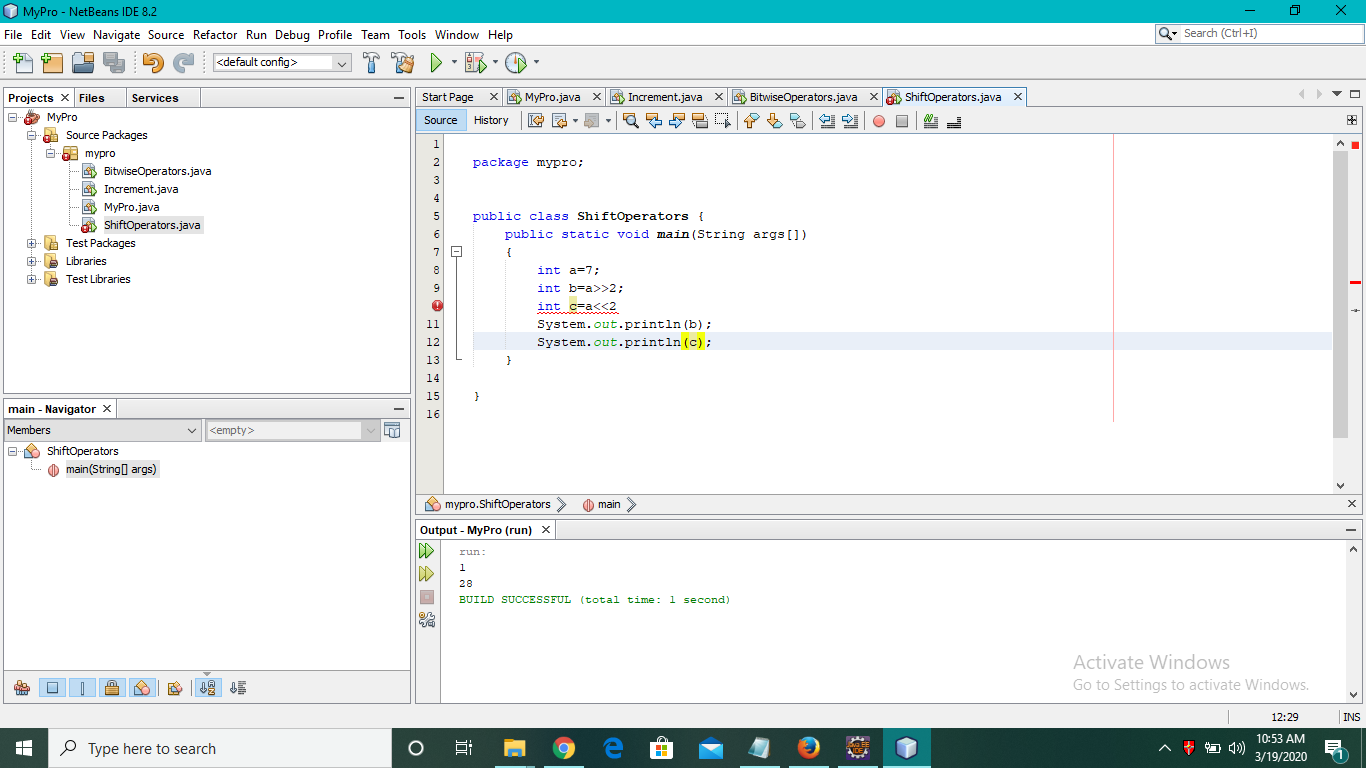 MyPro - NetBeans IDE 8.2
File Edit View Navigate Source Refactor Run Debug Profile Team Tools Window Help
Search (Ctrl+I)
<default config>
Projects Files Services
MyPro
Source Packages
mypro
BitwiseOperators.java
Increment.java
MyPro.java
ShiftOperators.java
Test Packages
Libraries
Test Libraries
main - Navigator
Members <empty>
ShiftOperators
main(String[] args)
Start Page MyPro.java Increment.java BitwiseOperators.java ShiftOperators.java
Source History
1
2 package mypro;
3
4
5 public class ShiftOperators {
6 public static void main(String args[])
7 {
8 int a=7;
9 int b=a>>2;
int c=a<<2
11 System.out.println(b);
12 System.out.println(c);
13 }
14
15 }
16
mypro.ShiftOperators main
Output - MyPro (run)
run:
1
28
BUILD SUCCESSFUL (total time: 1 second)
Activate Windows
Go to Settings to activate Windows.
12:29 INS
Type here to search
10:53 AM
3/19/2020
1